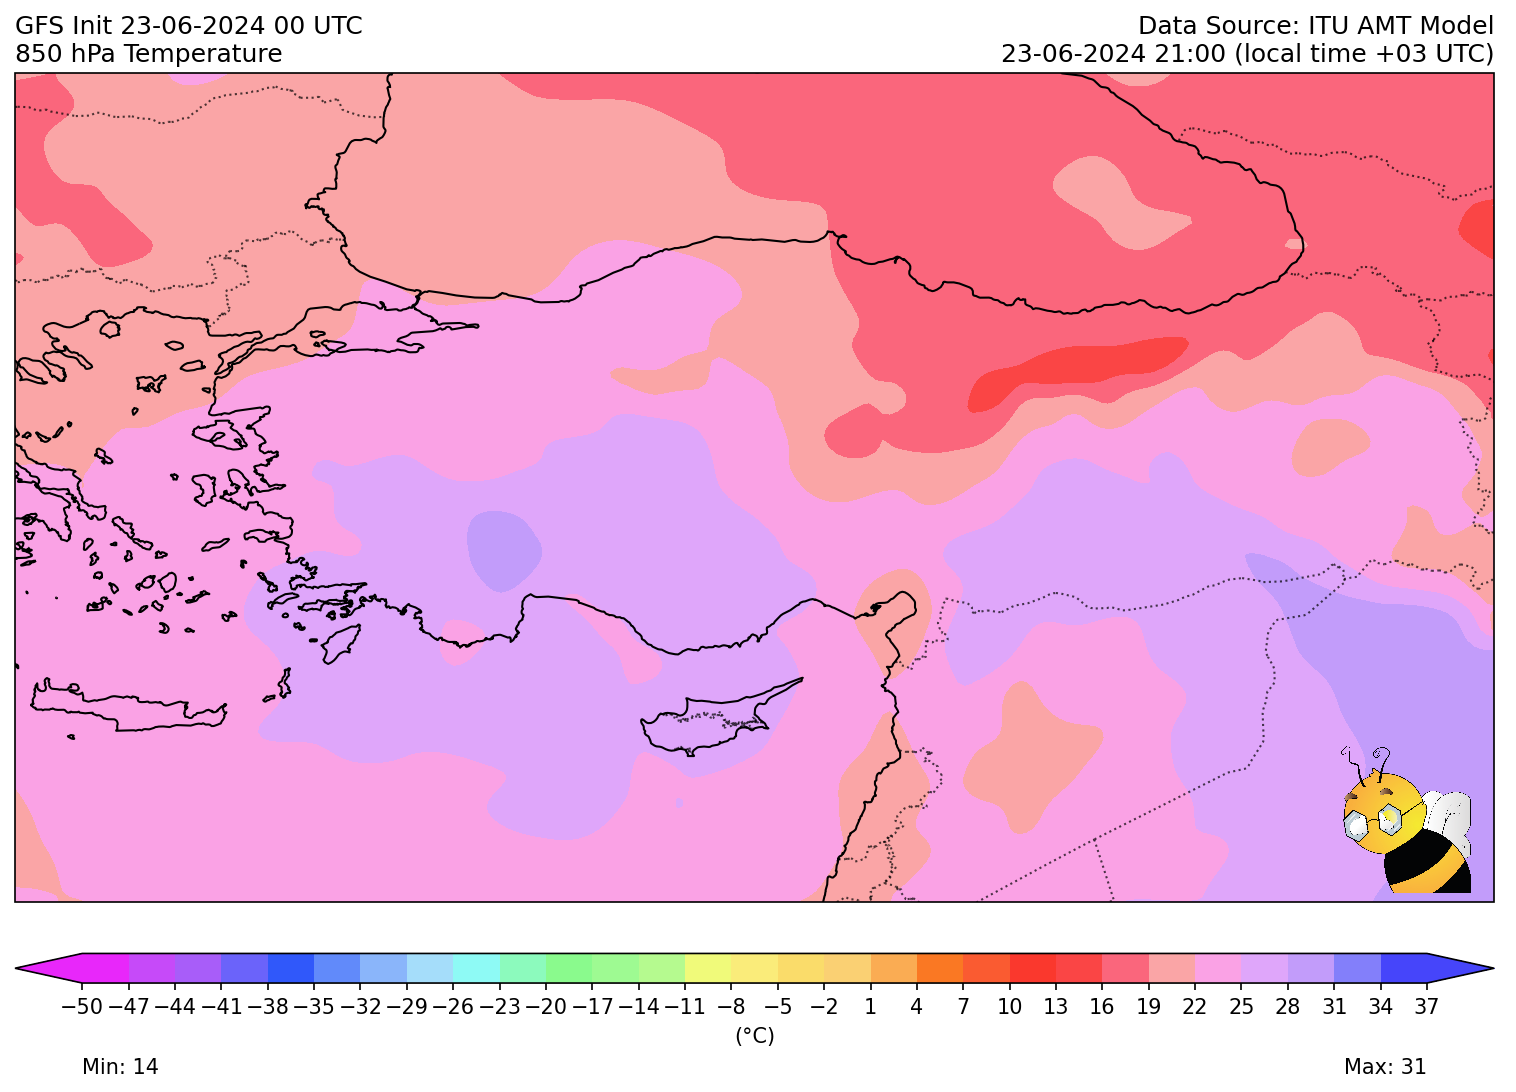 GFS Init 23-06-2024 00 UTC
850 hPa Temperature
Data Source: ITU AMT Model
23-06-2024 21:00 (local time +03 UTC)
−50 −47 −44 −41 −38 −35 −32 −29 −26 −23 −20 −17 −14 −11 −8 −5 −2 1 4 7 10 13 16 19 22 25 28 31 34 37
(°C)
Min: 14
Max: 31